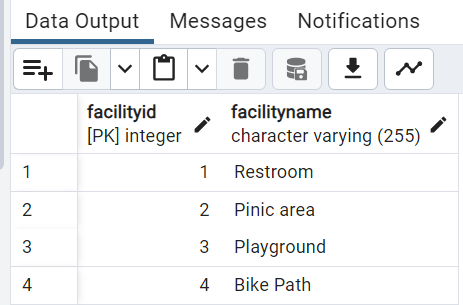 Data Output Messages Notifications
facilityid facilityname
[PK] integer character varying (255)
1 1 Restroom
2 2 Pinic area
3 3 Playground
4 4 Bike Path